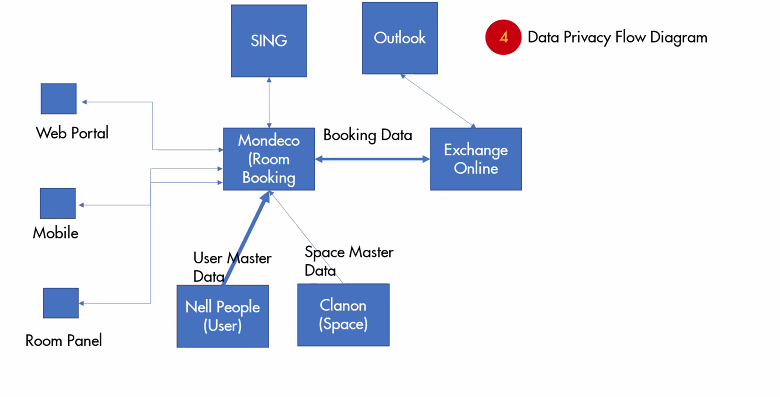 SING
Outlook
4 Data Privacy Flow Diagram
Web Portal
Mondeco
(Room
Booking
Booking Data
Exchange
Online
Mobile
User Master
Data
Space Master
Data
Nell People
(User)
Clanon
(Space)
Room Panel